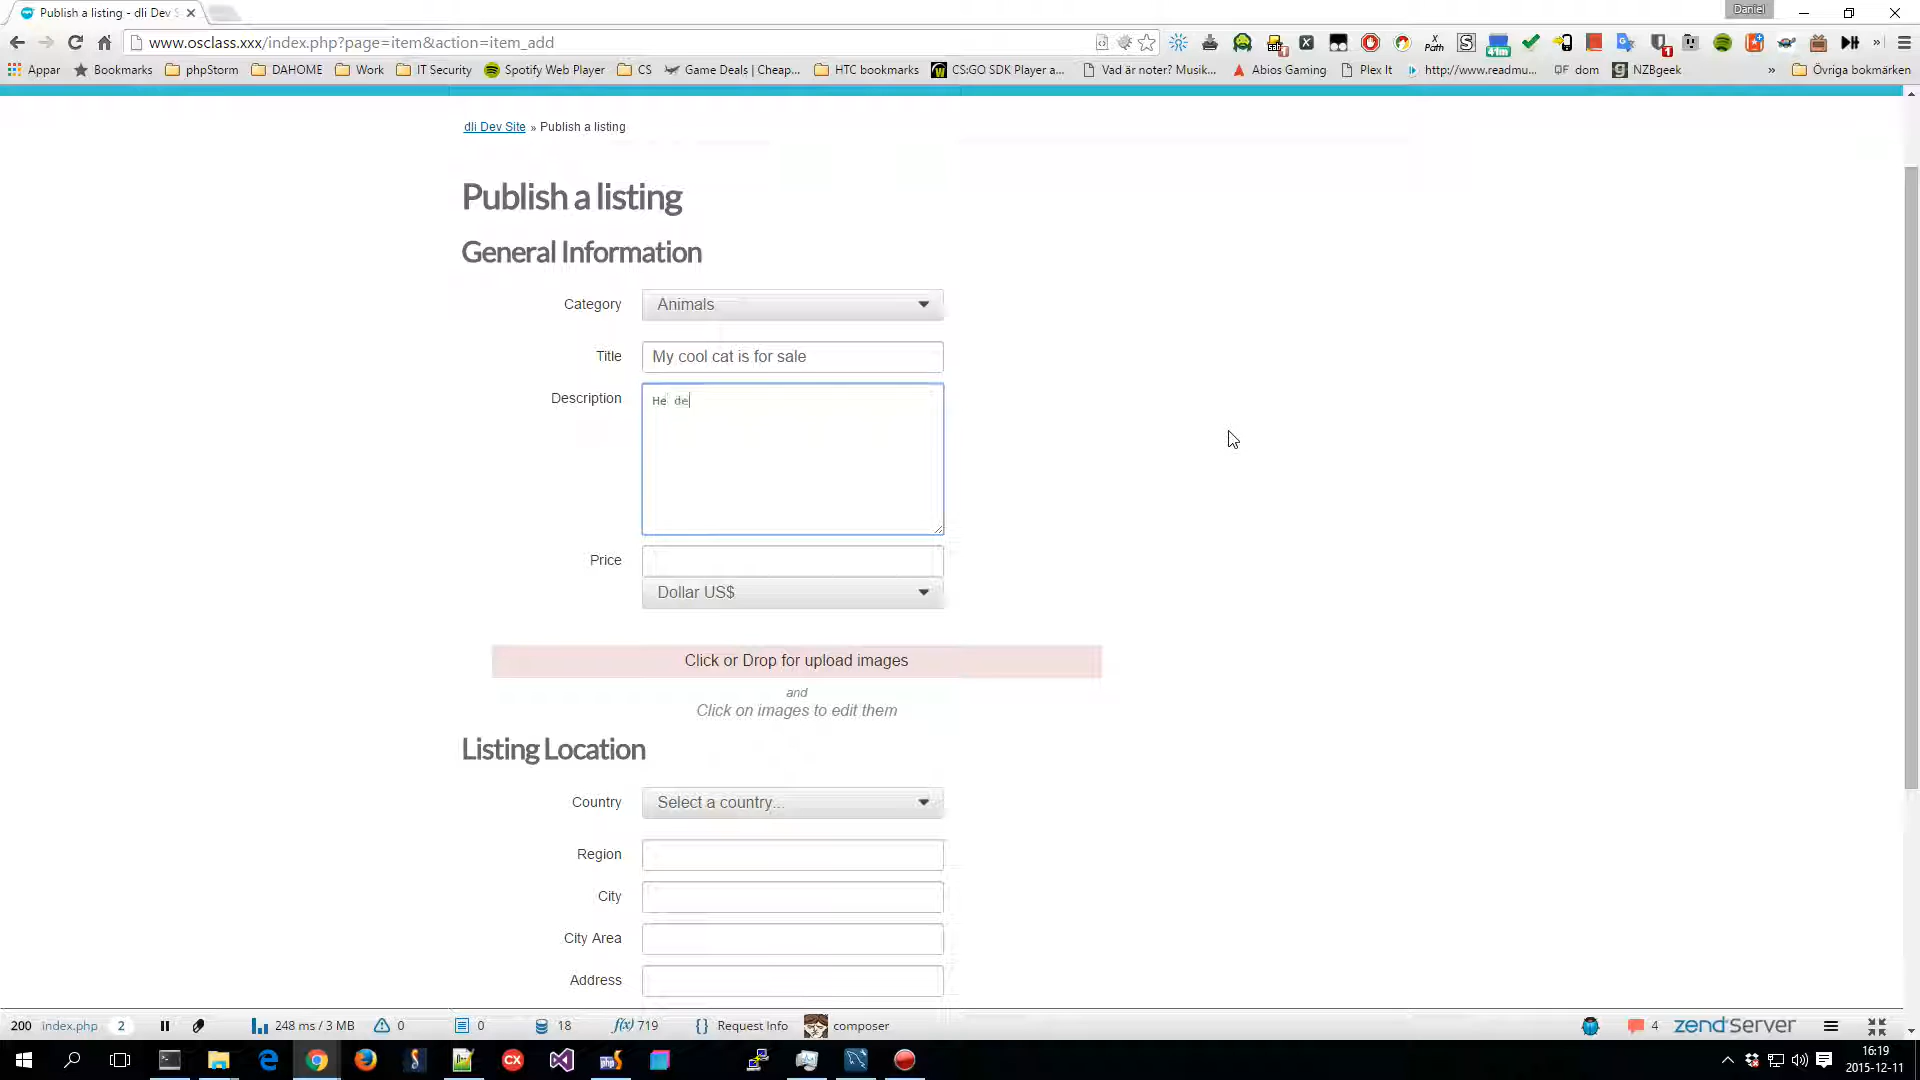 Publish a listing - dli Dev S
Daniel
www.osclass.xxx/index.php?page=item&action=item_add
Appar Bookmarks phpStorm DAHOME Work IT Security Spotify Web Player CS Game Deals | Cheap... HTC bookmarks CS:GO SDK Player a... Vad är noter? Musik... Abios Gaming Plex It http://www.readmu... QF dom NZBgeek » Övriga bokmärken
dli Dev Site » Publish a listing
Publish a listing
General Information
Category Animals
Title My cool cat is for sale
Description He de
Price
Dollar US$
Click or Drop for upload images
and
Click on images to edit them
Listing Location
Country Select a country...
Region
City
City Area
Address
200 index.php 2 248 ms / 3 MB 0 0 18 f(x) 719 {} Request Info composer 4 zendServer
16:19
2015-12-11